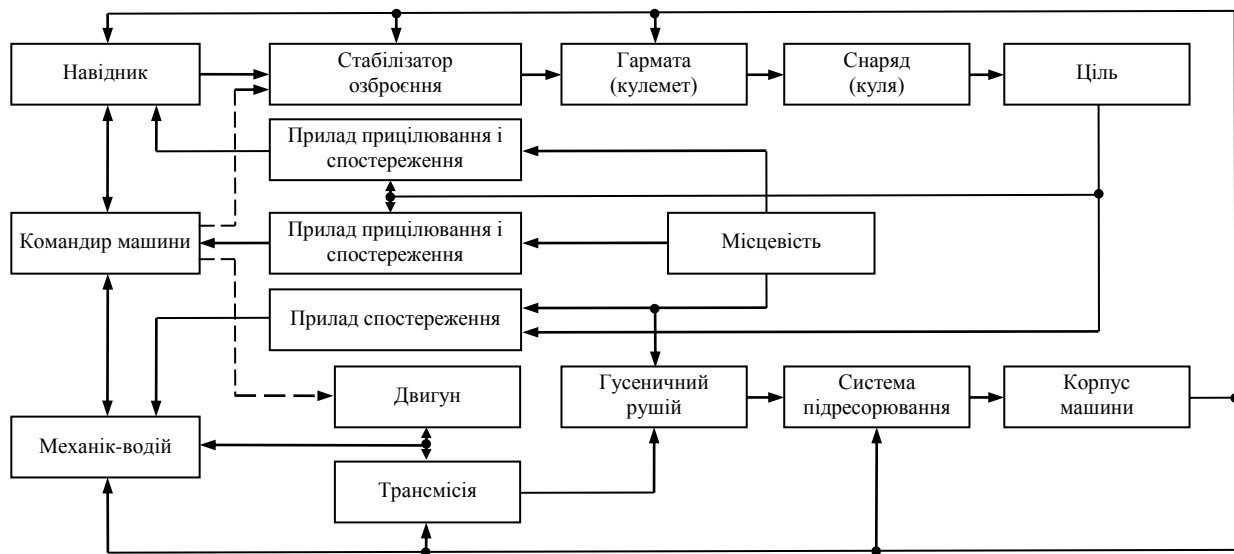 Навідник
Стабілізатор
озброєння
Гармата
(кулемет)
Снаряд
(куля)
Ціль
Прилад прицілювання і
спостереження
Командир машини
Прилад прицілювання і
спостереження
Місцевість
Прилад спостереження
Двигун
Гусеничний
рушій
Система
підресорювання
Корпус
машини
Механік-водій
Трансмісія